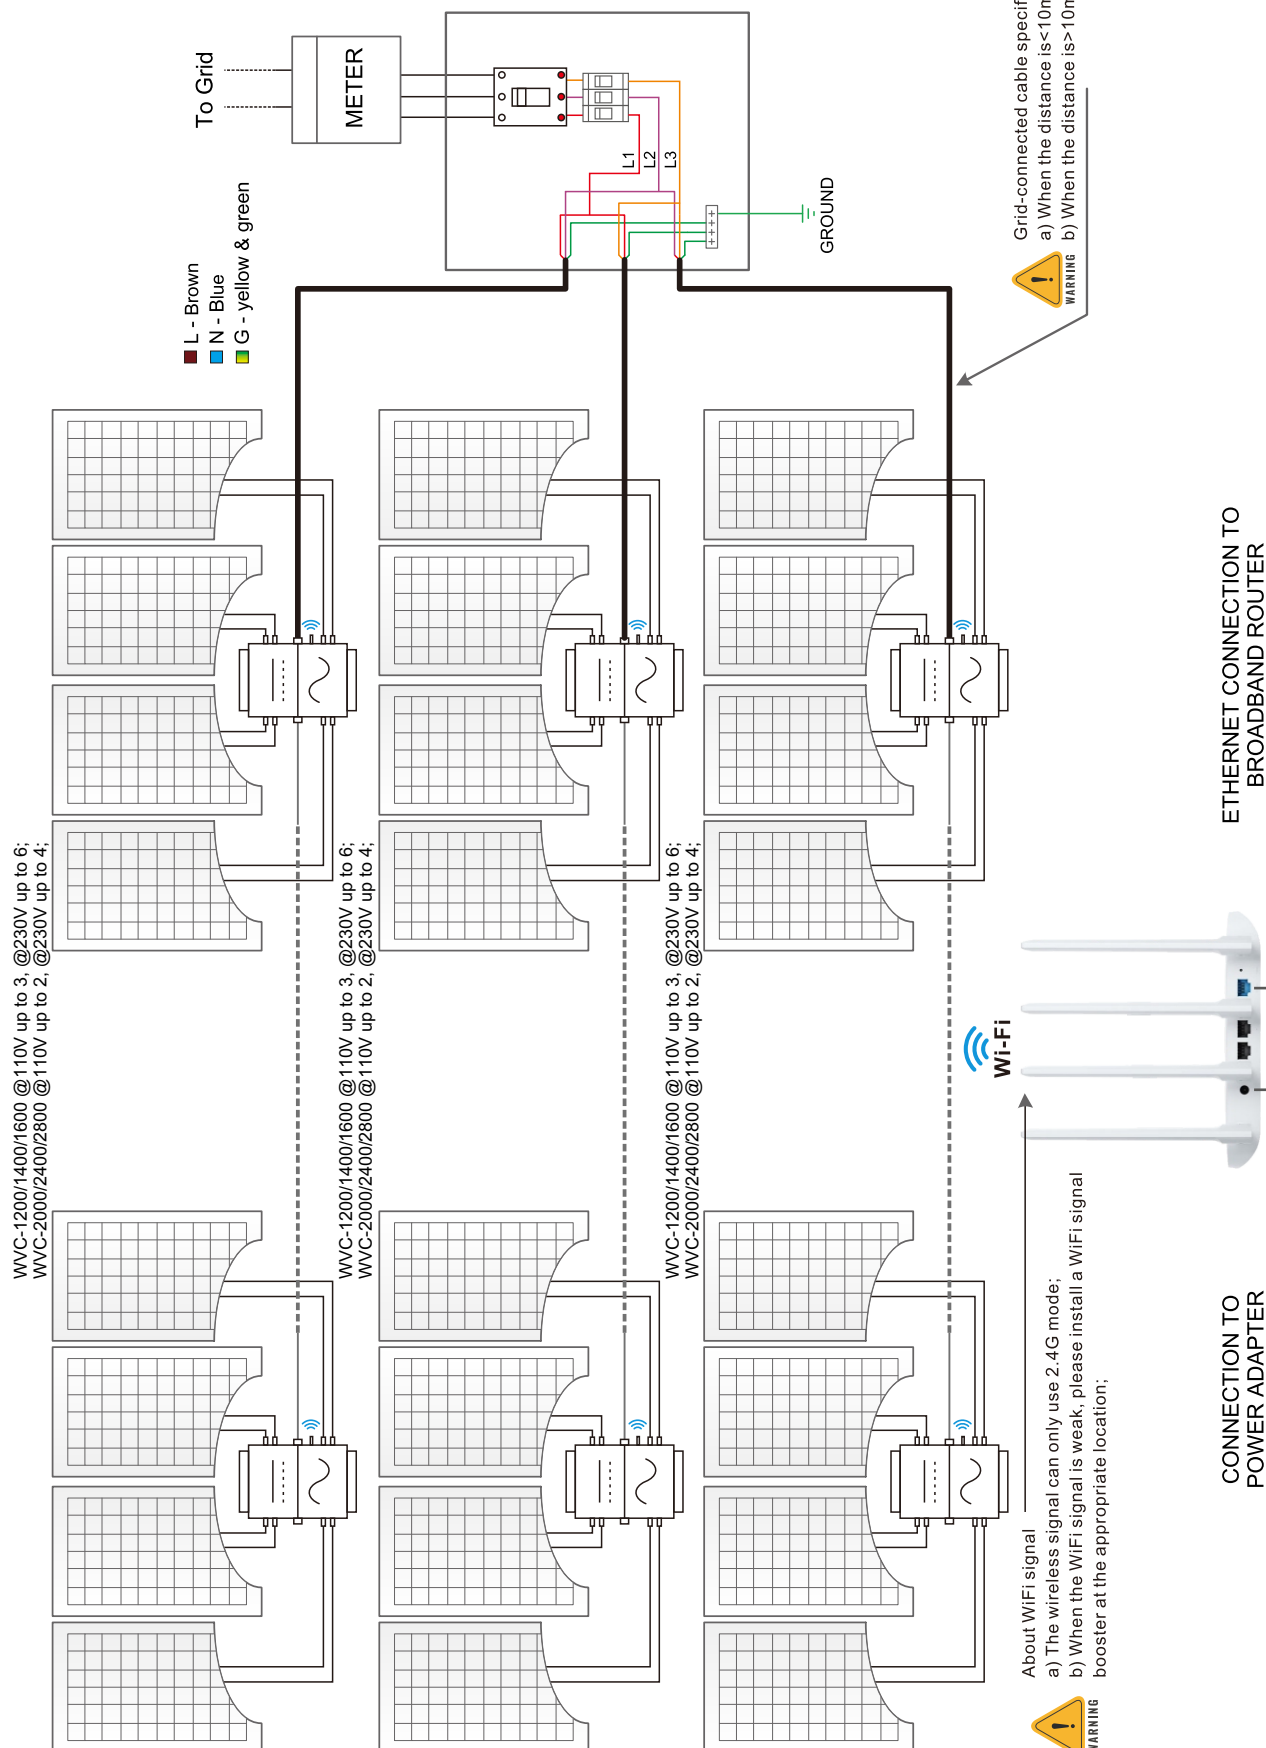 To Grid
METER
L1
L2
L3
GROUND
L - Brown
N - Blue
G - yellow & green
WVC-1200/1400/1600 @110V up to 3, @230V up to 6;
WVC-2000/2400/2800 @110V up to 2, @230V up to 4;
WVC-1200/1400/1600 @110V up to 3, @230V up to 6;
WVC-2000/2400/2800 @110V up to 2, @230V up to 4;
WVC-1200/1400/1600 @110V up to 3, @230V up to 6;
WVC-2000/2400/2800 @110V up to 2, @230V up to 4;
WARNING
Grid-connected cable
a) When the distance is<10m
b) When the distance is>10m
Wi-Fi
WARNING
About WiFi signal
a) The wireless signal can only use 2.4G mode;
b) When the WiFi signal is weak, please install a WiFi signal
booster at the appropriate location;
CONNECTION TO
POWER ADAPTER
ETHERNET CONNECTION TO
BROADBAND ROUTER